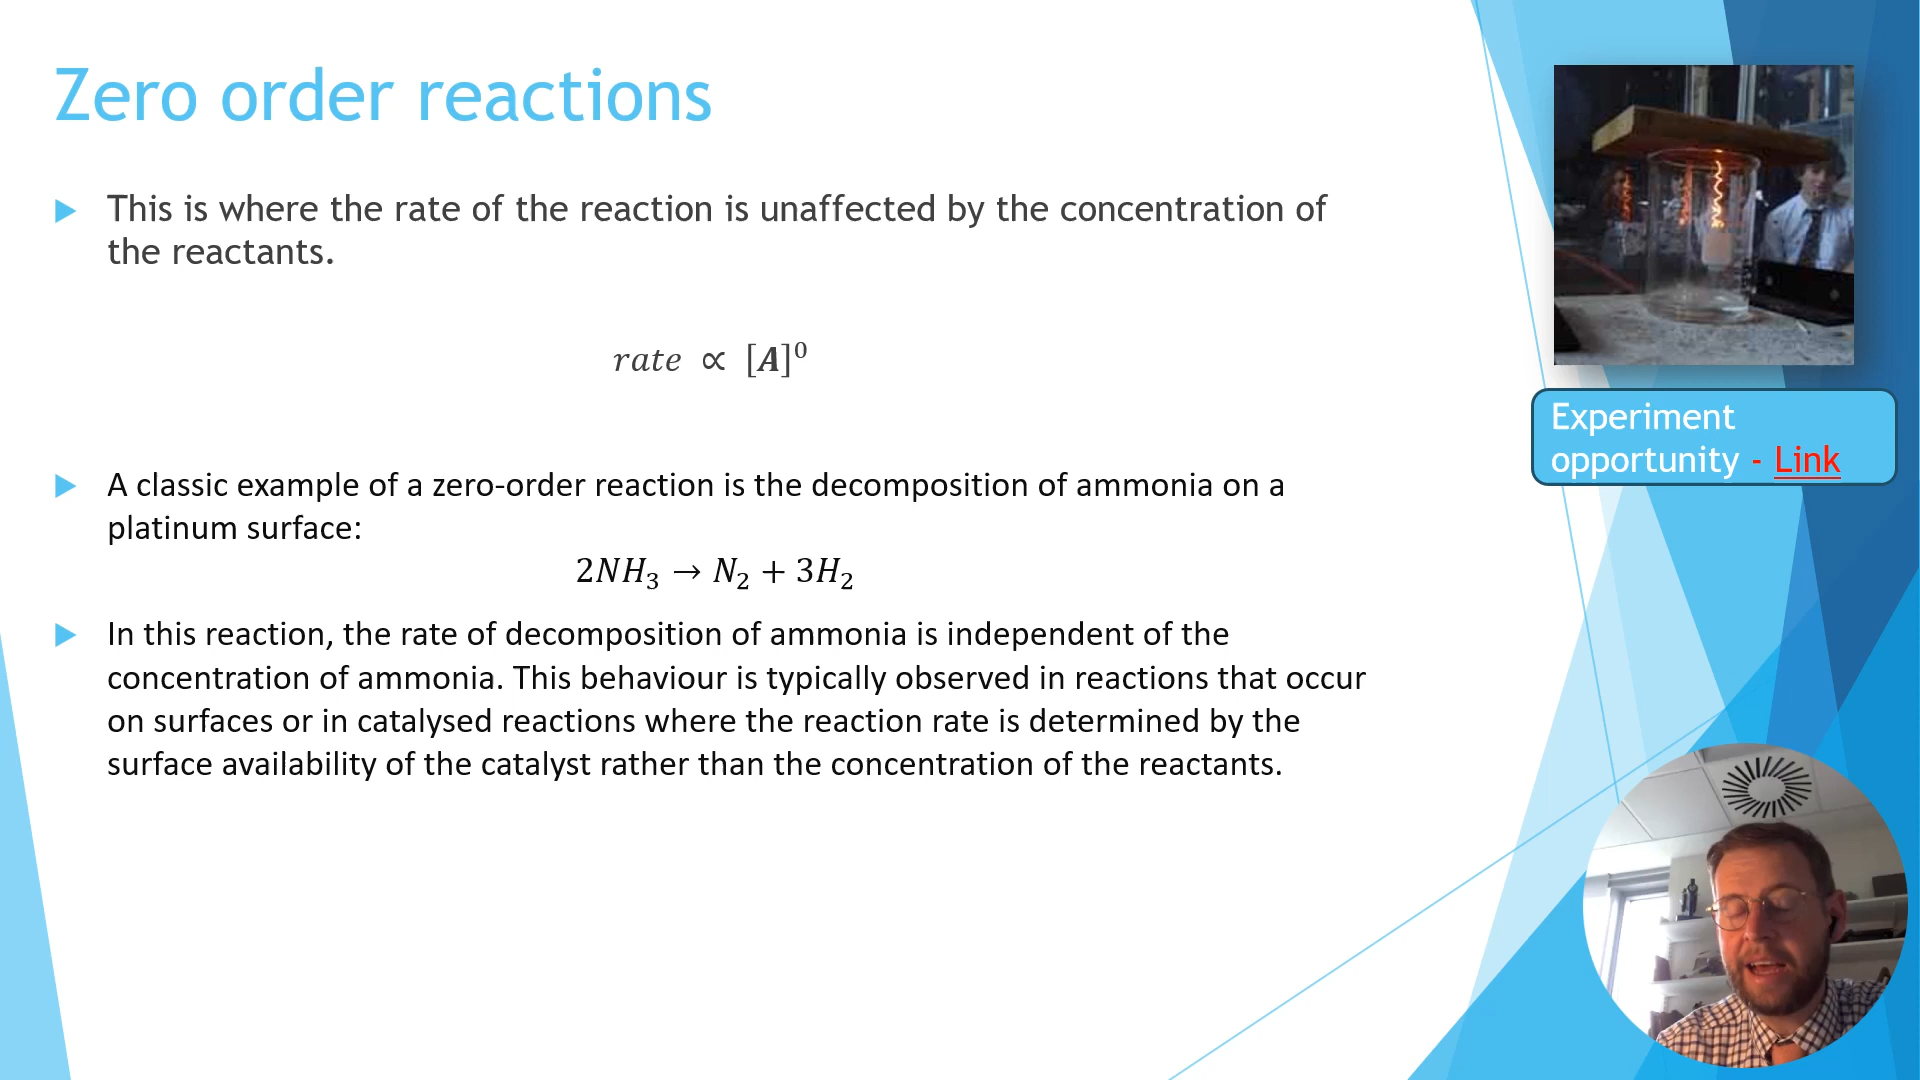 Zero order reactions
This is where the rate of the reaction is unaffected by the concentration of
the reactants.
rate ∝ [A]⁰
A classic example of a zero-order reaction is the decomposition of ammonia on a
platinum surface:
2NH₃ → N₂ + 3H₂
In this reaction, the rate of decomposition of ammonia is independent of the
concentration of ammonia. This behaviour is typically observed in reactions that occur
on surfaces or in catalysed reactions where the reaction rate is determined by the
surface availability of the catalyst rather than the concentration of the reactants.
Experiment
opportunity - Link